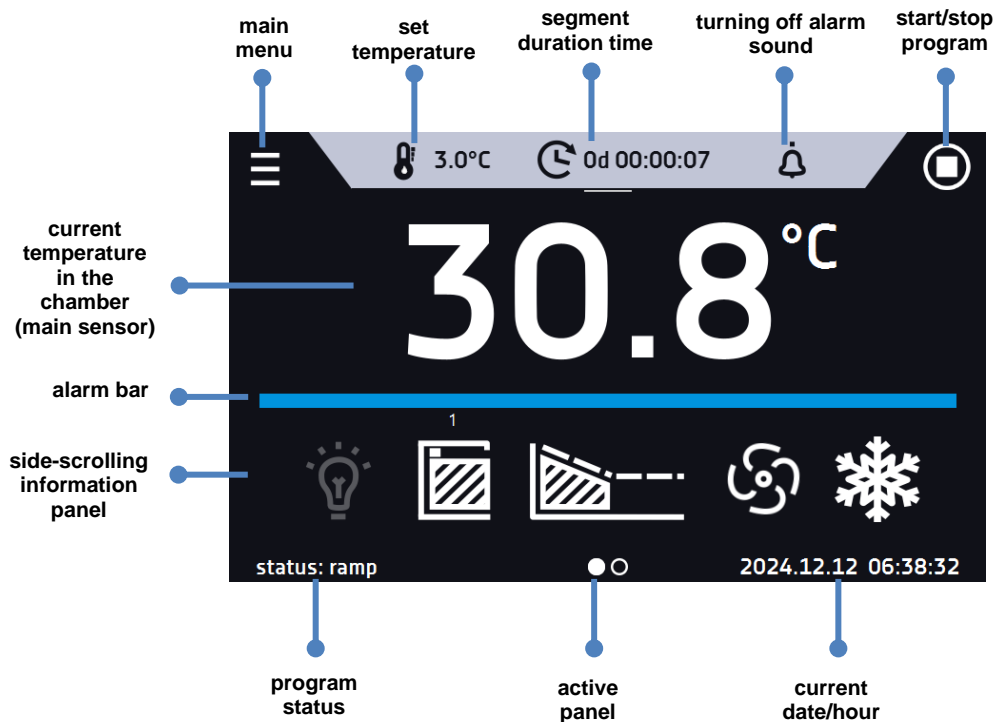 main
menu
set
temperature
segment
duration time
turning off alarm
sound
start/stop
program
3.0°C
0d 00:00:07
current
temperature
in the
chamber
(main sensor)
30.8°C
alarm bar
1
side-scrolling
information
panel
status: ramp
2024.12.12 06:38:32
program
status
active
panel
current
date/hour